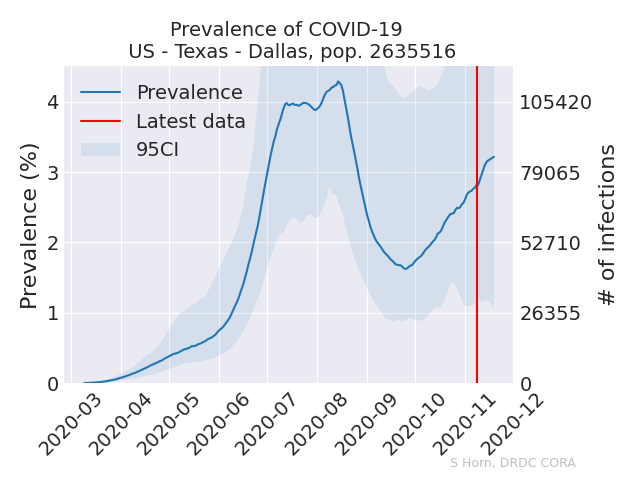 Prevalence of COVID-19
US - Texas - Dallas, pop. 2635516
Prevalence
Latest data
95CI
Prevalence (%)
4
3
2
1
0
105420
79065
52710
26355
0
# of infections
2020-03
2020-04
2020-05
2020-06
2020-07
2020-08
2020-09
2020-10
2020-11
2020-12
S Horn, DRDC CORA